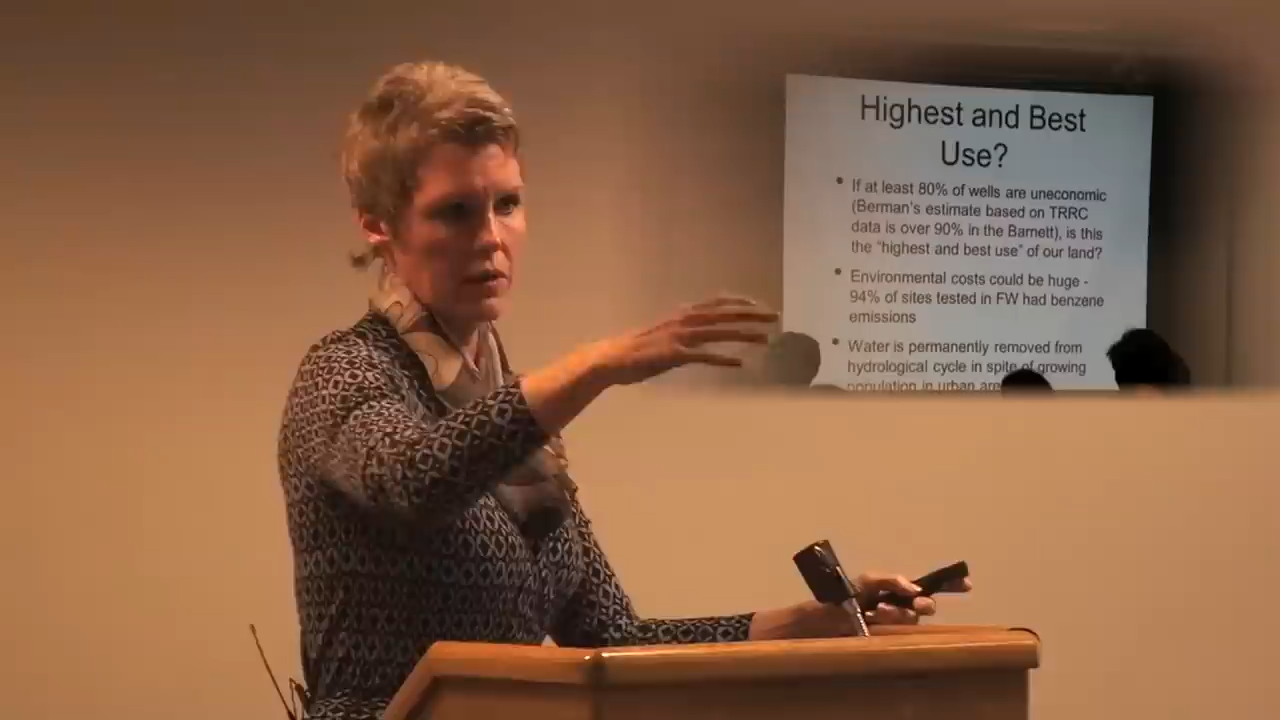 Highest and Best
Use?
• If at least 80% of wells are uneconomic
(Berman's estimate based on TRRC
data is over 90% in the Barnett), is this
the "highest and best use" of our land?
• Environmental costs could be huge -
94% of sites tested in FW had benzene
emissions
• Water is permanently removed from
hydrological cycle in spite of growing
population in urban